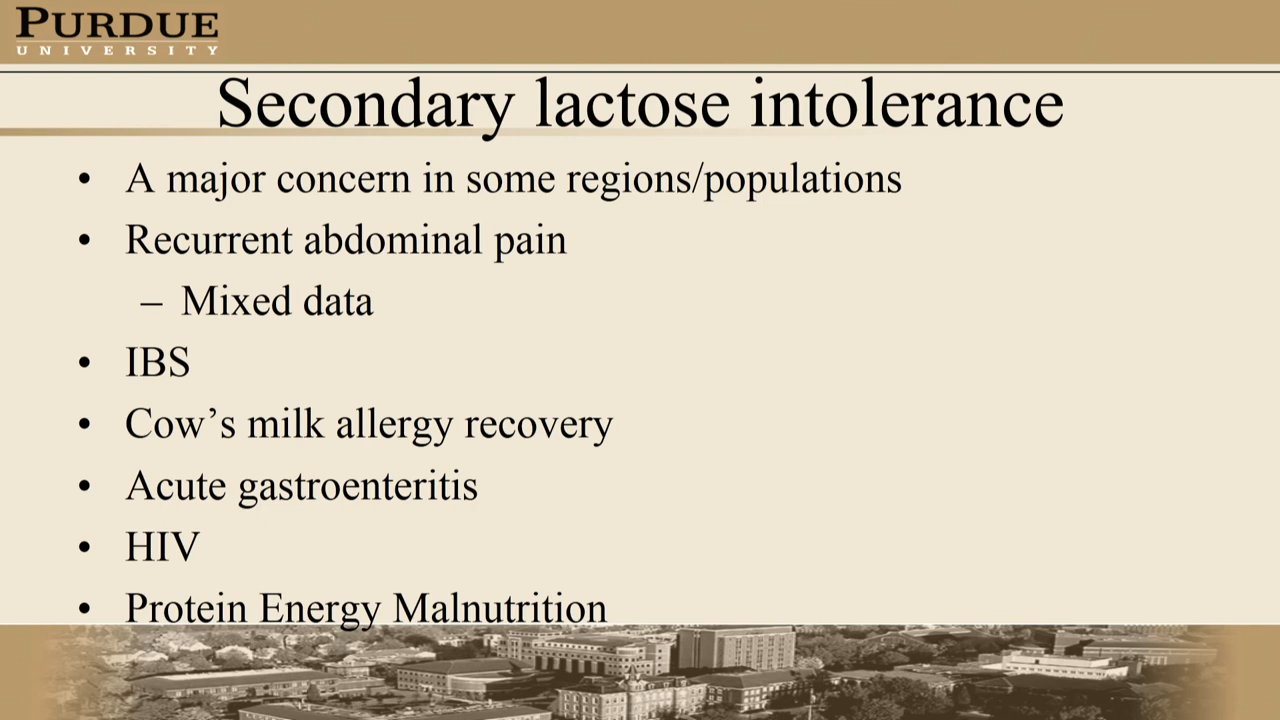 PURDUE
UNIVERSITY
Secondary lactose intolerance
• A major concern in some regions/populations
• Recurrent abdominal pain
– Mixed data
• IBS
• Cow’s milk allergy recovery
• Acute gastroenteritis
• HIV
• Protein Energy Malnutrition